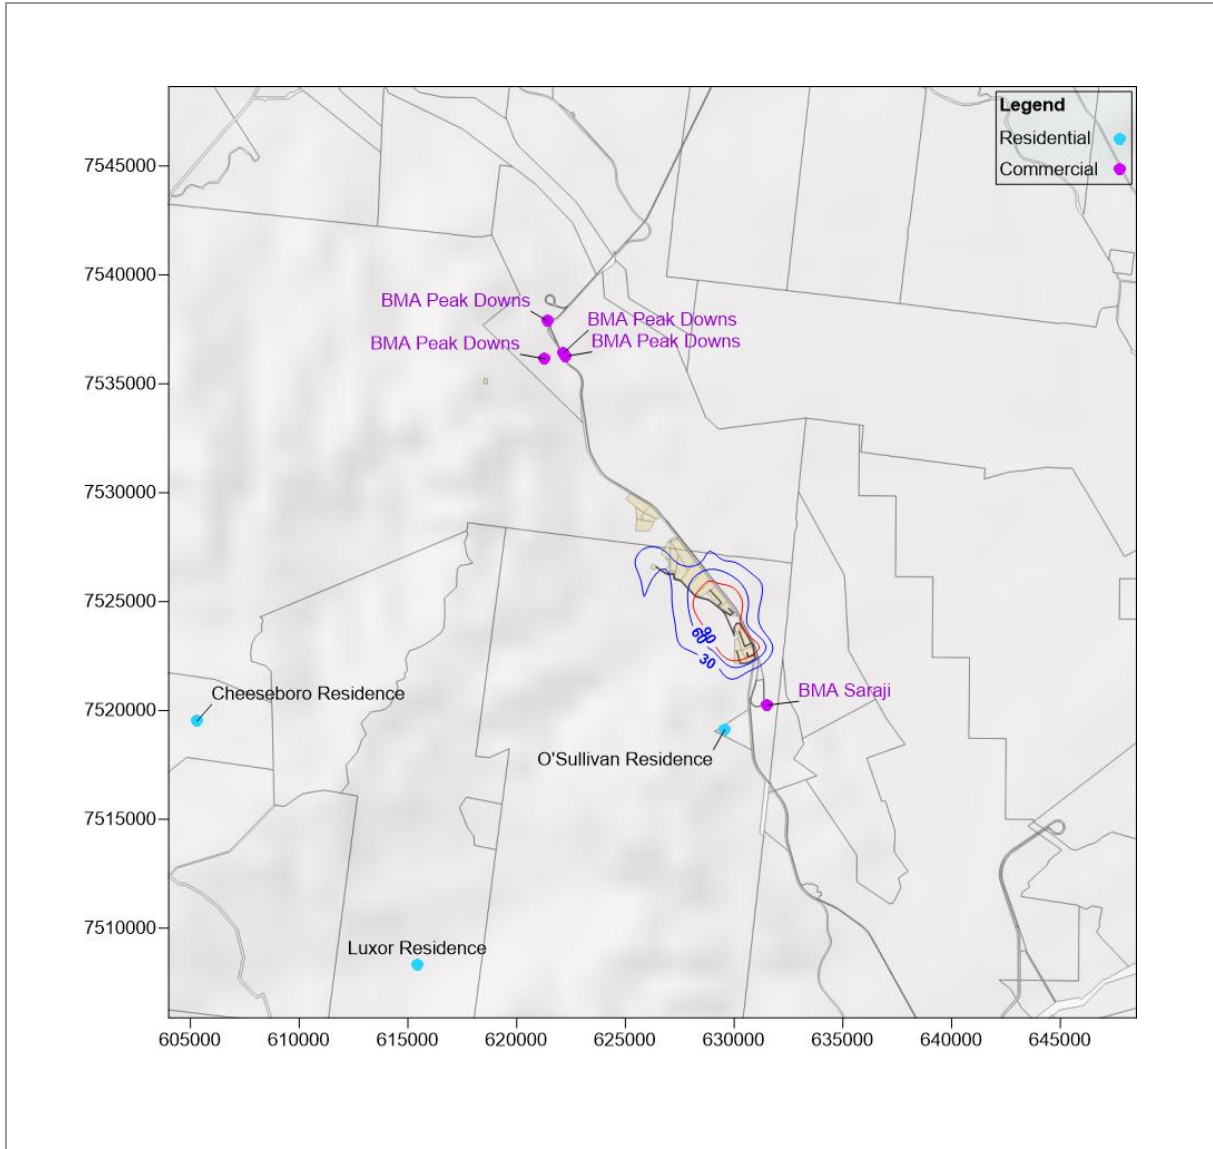 Legend
Residential
Commercial
7545000
7540000
BMA Peak Downs
BMA Peak Downs
BMA Peak Downs
BMA Peak Downs
7535000
7530000
7525000
90
60
30
BMA Saraji
Cheeseboro Residence
7520000
O'Sullivan Residence
7515000
7510000
Luxor Residence
605000 610000 615000 620000 625000 630000 635000 640000 645000